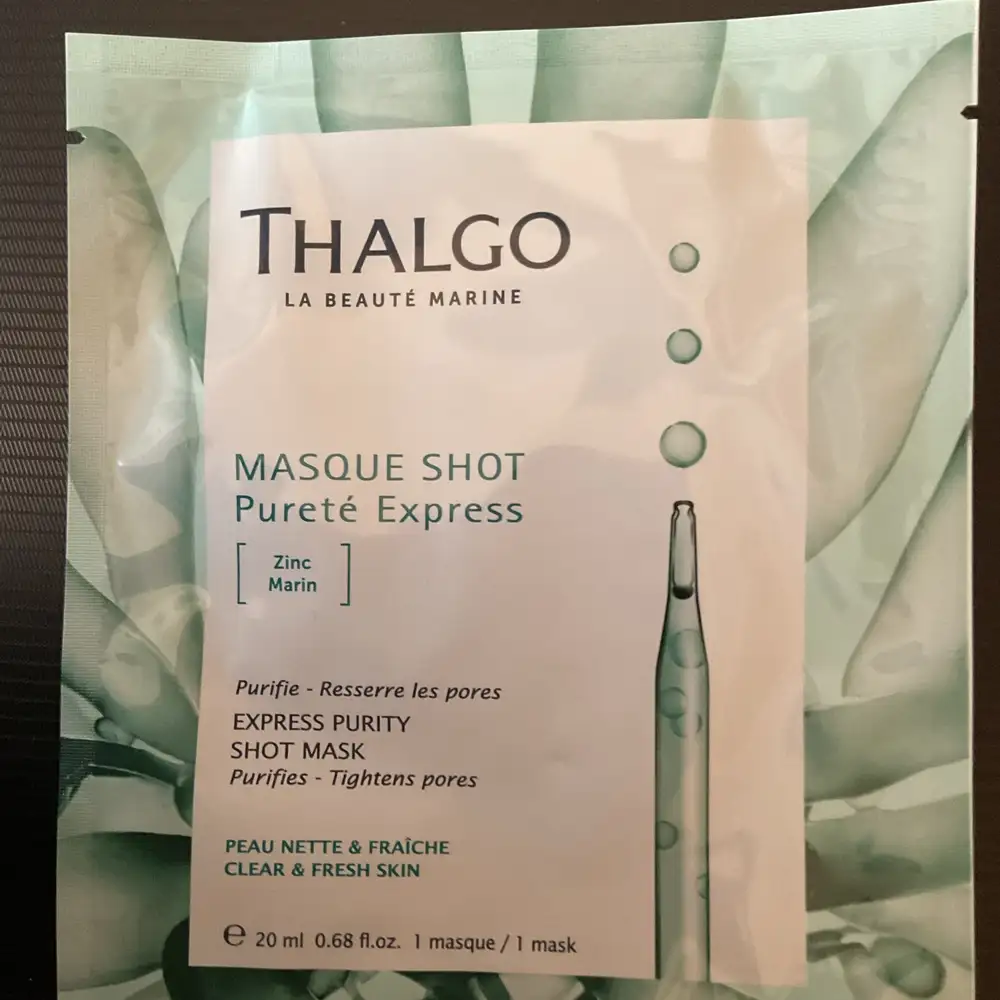 THALGO
LA BEAUTÉ MARINE
MASQUE SHOT
Pureté Express
Zinc
Marin
Purifie - Resserre les pores
EXPRESS PURITY
SHOT MASK
Purifies - Tightens pores
PEAU NETTE & FRAÎCHE
CLEAR & FRESH SKIN
℮ 20 ml 0.68 fl.oz. 1 masque / 1 mask